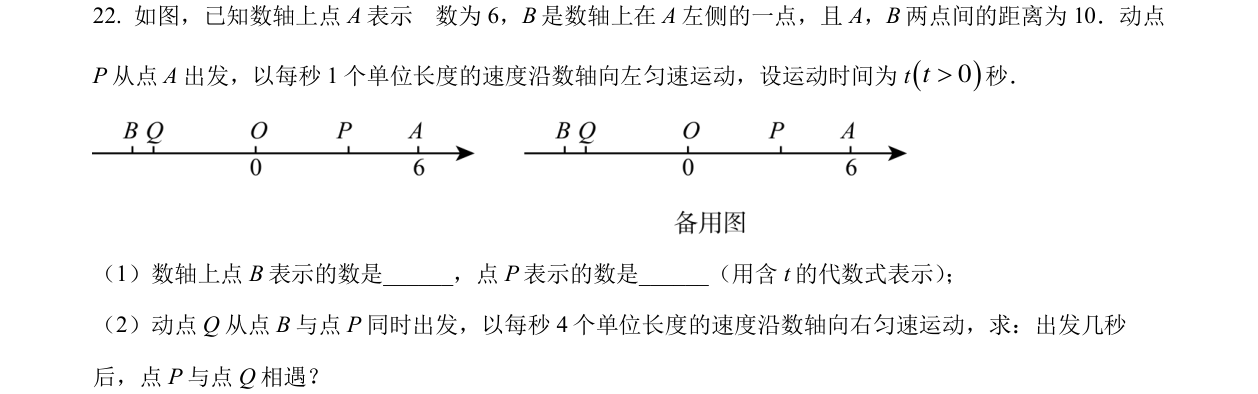 22. 如图，已知数轴上点 A 表示 数为 6，B 是数轴上在 A 左侧的一点，且 A，B 两点间的距离为 10．动点
P 从点 A 出发，以每秒 1 个单位长度的速度沿数轴向左匀速运动，设运动时间为 t(t > 0)秒．
B Q O P A B Q O P A
0 6 0 6
备用图
（1）数轴上点 B 表示的数是______，点 P 表示的数是______（用含 t 的代数式表示）；
（2）动点 Q 从点 B 与点 P 同时出发，以每秒 4 个单位长度的速度沿数轴向右匀速运动，求：出发几秒
后，点 P 与点 Q 相遇？